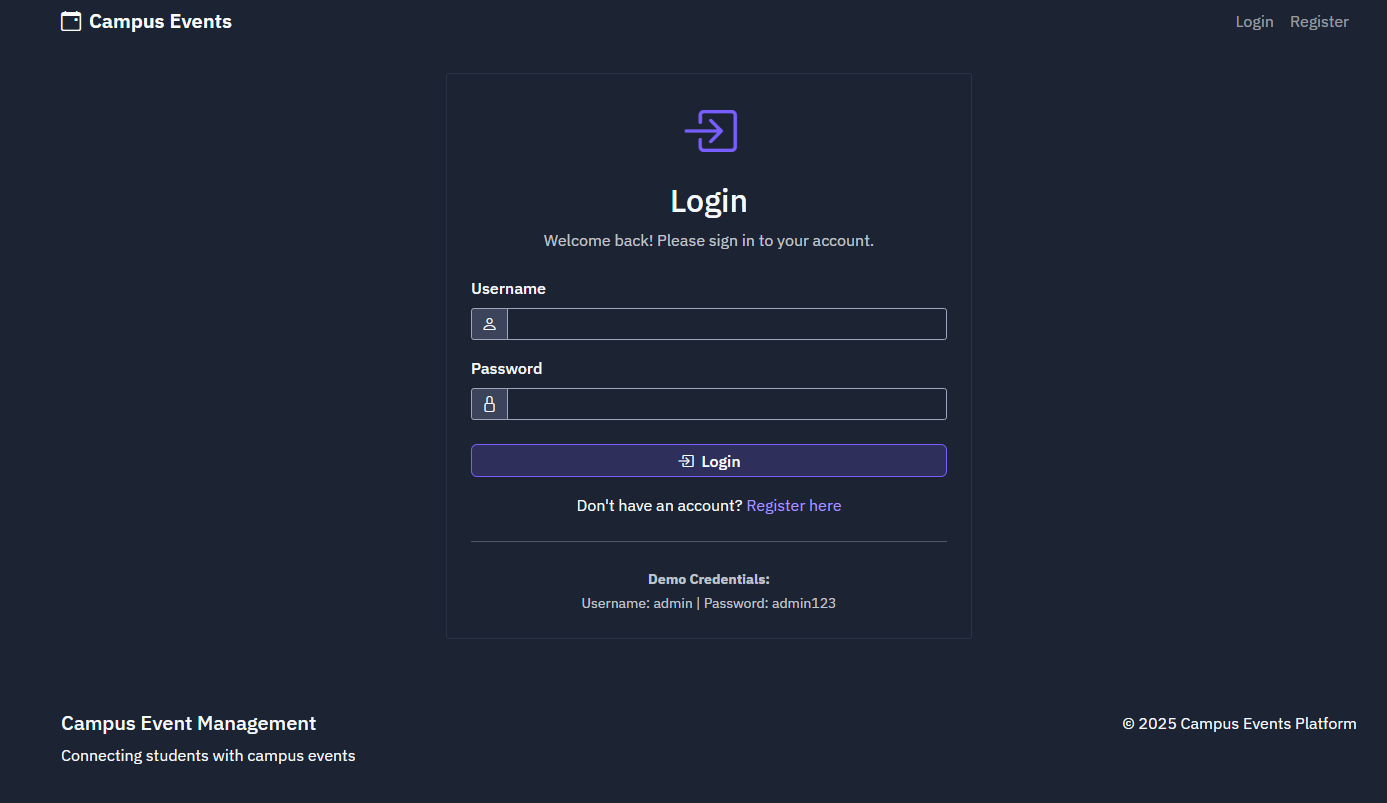 Campus Events
Login Register
Login
Welcome back! Please sign in to your account.
Username
Password
Login
Don't have an account? Register here
Demo Credentials:
Username: admin | Password: admin123
Campus Event Management
© 2025 Campus Events Platform
Connecting students with campus events